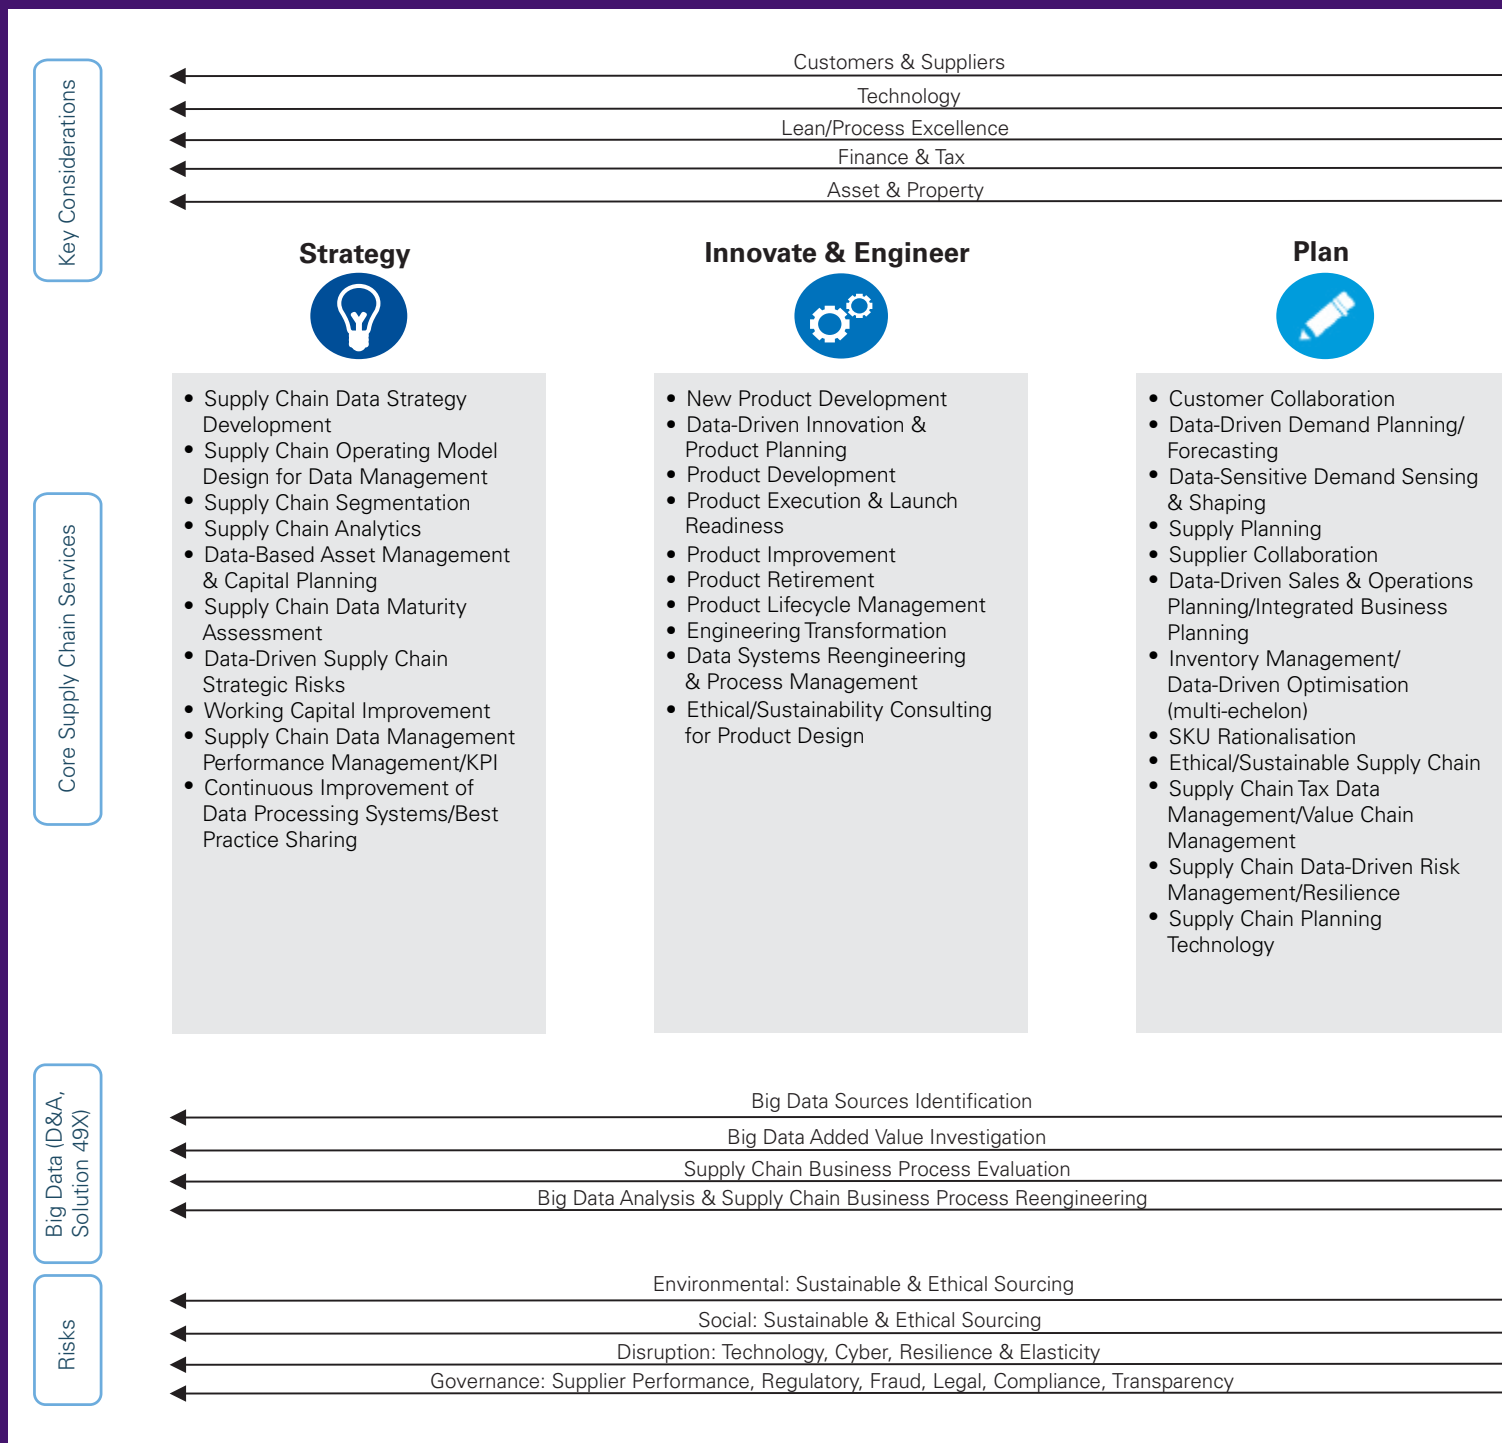 Key Considerations
Customers & Suppliers
Technology
Lean/Process Excellence
Finance & Tax
Asset & Property
Strategy
Innovate & Engineer
Plan
Core Supply Chain Services
• Supply Chain Data Strategy
Development
• Supply Chain Operating Model
Design for Data Management
• Supply Chain Segmentation
• Supply Chain Analytics
• Data-Based Asset Management
& Capital Planning
• Supply Chain Data Maturity
Assessment
• Data-Driven Supply Chain
Strategic Risks
• Working Capital Improvement
• Supply Chain Data Management
Performance Management/KPI
• Continuous Improvement of
Data Processing Systems/Best
Practice Sharing
• New Product Development
• Data-Driven Innovation &
Product Planning
• Product Development
• Product Execution & Launch
Readiness
• Product Improvement
• Product Retirement
• Product Lifecycle Management
• Engineering Transformation
• Data Systems Reengineering
& Process Management
• Ethical/Sustainability Consulting
for Product Design
• Customer Collaboration
• Data-Driven Demand Planning/
Forecasting
• Data-Sensitive Demand Sensing
& Shaping
• Supply Planning
• Supplier Collaboration
• Data-Driven Sales & Operations
Planning/Integrated Business
Planning
• Inventory Management/
Data-Driven Optimisation
(multi-echelon)
• SKU Rationalisation
• Ethical/Sustainable Supply Chain
• Supply Chain Tax Data
Management/Value Chain
Management
• Supply Chain Data-Driven Risk
Management/Resilience
• Supply Chain Planning
Technology
Big Data (D&A,
Solution 49X)
Big Data Sources Identification
Big Data Added Value Investigation
Supply Chain Business Process Evaluation
Big Data Analysis & Supply Chain Business Process Reengineering
Risks
Environmental: Sustainable & Ethical Sourcing
Social: Sustainable & Ethical Sourcing
Disruption: Technology, Cyber, Resilience & Elasticity
Governance: Supplier Performance, Regulatory, Fraud, Legal, Compliance, Transparency